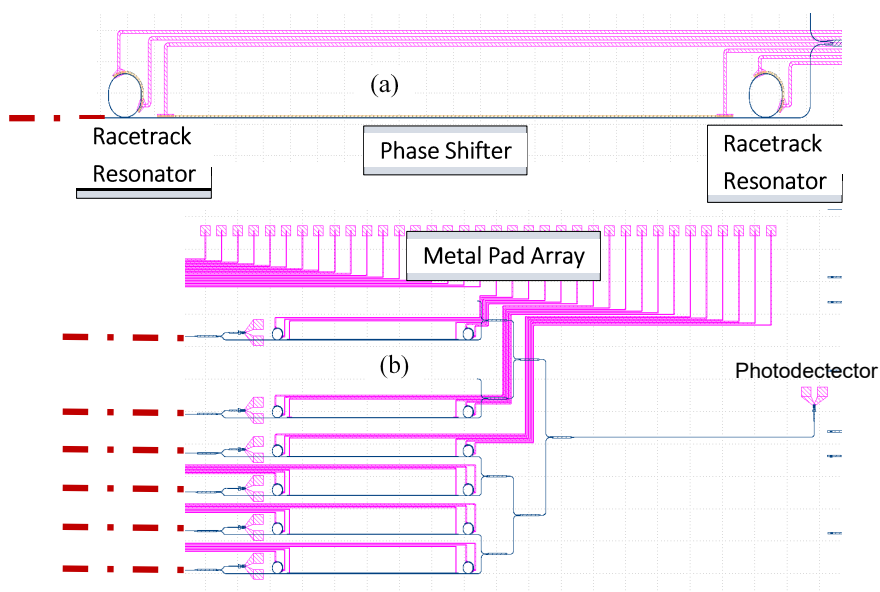 (a)
Racetrack
Resonator
Phase Shifter
Racetrack
Resonator
Metal Pad Array
(b)
Photodectector